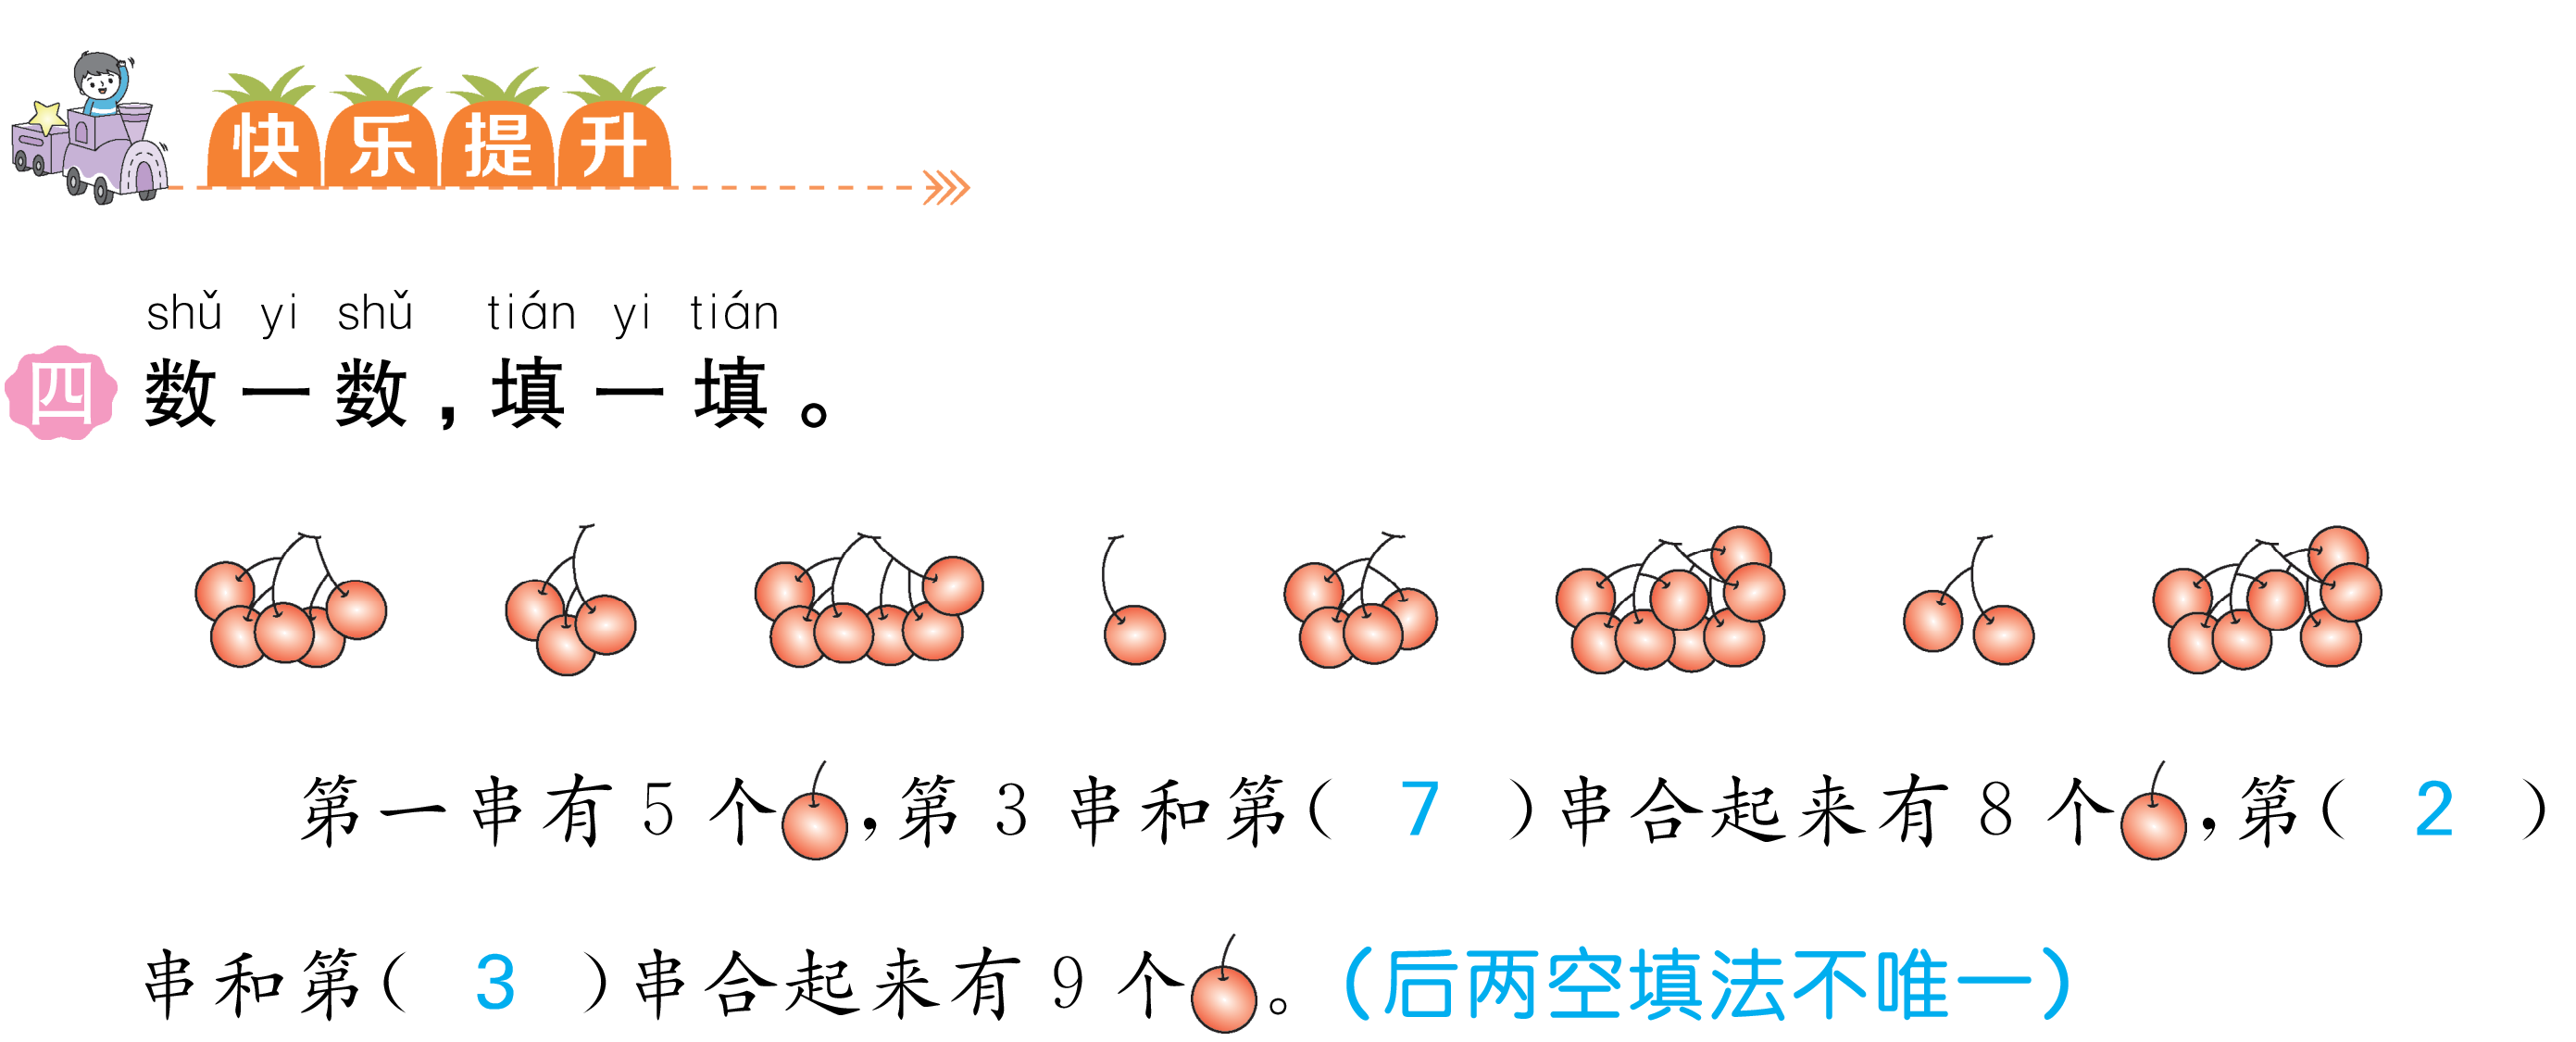 快乐提升
shǔ yi shǔ tián yi tián
四 数一数,填一填。
第一串有5个,第3串和第(7)串合起来有8个,第(2)
串和第(3)串合起来有9个。(后两空填法不唯一)